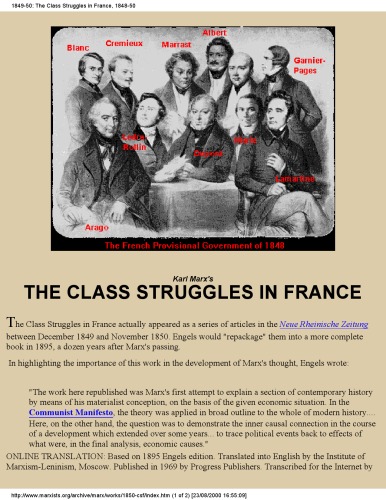 1849-50: The Class Struggles in France, 1848-50
Albert
Blanc
Cremieux
Marrast
Garnier-
Pages
Rollin
Lamartine
Arago
The French Provisional Government of 1848
Karl Marx's
THE CLASS STRUGGLES IN FRANCE
The Class Struggles in France actually appeared as a series of articles in the Neue Rheinische Zeitung
between December 1849 and November 1850. Engels would "repackage" them into a more complete
book in 1895, a dozen years after Marx's passing.
In highlighting the importance of this work in the development of Marx's thought, Engels wrote:
"The work here republished was Marx's first attempt to explain a section of contemporary history
by means of his materialist conception, on the basis of the given economic situation. In the
Communist Manifesto, the theory was applied in broad outline to the whole of modern history....
Here, on the other hand, the question was to demonstrate the inner causal connection in the course
of a development which extended over some years... to trace political events back to effects of
what were, in the final analysis, economic causes."
ONLINE TRANSLATION: Based on 1895 Engels edition. Translated into English by the Institute of
Marxism-Leninism, Moscow. Published in 1969 by Progress Publishers. Transcribed for the Internet by
http://www.marxists.org/archive/marx/works/1850-csf/index.htm (1 of 2) [23/08/2000 16:55:09]